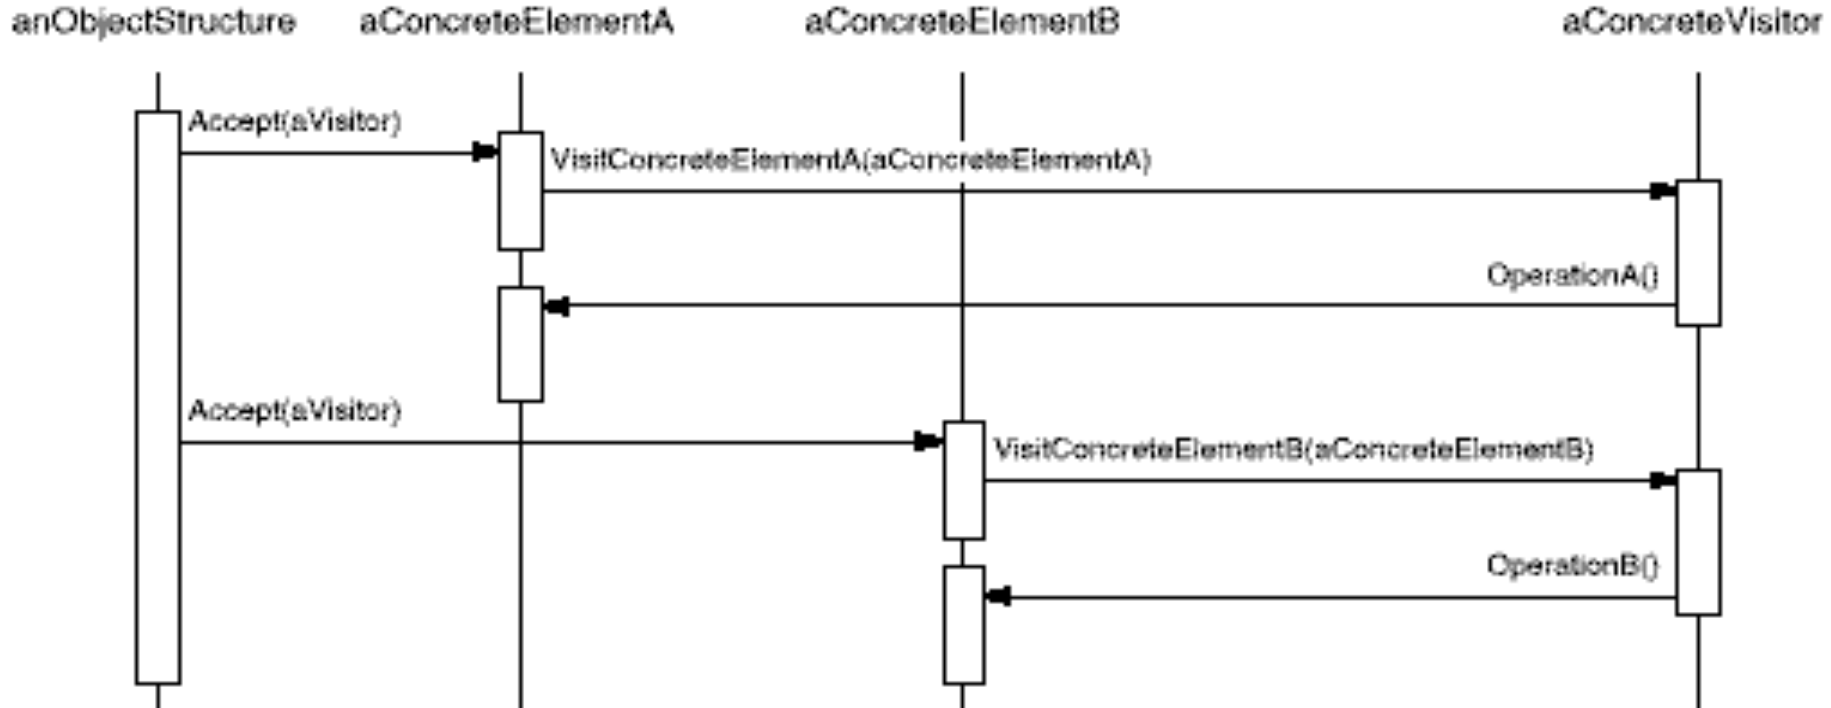 anObjectStructure aConcreteElementA aConcreteElementB aConcreteVisitor
Accept(aVisitor)
VisitConcreteElementA(aConcreteElementA)
OperationA()
Accept(aVisitor)
VisitConcreteElementB(aConcreteElementB)
OperationB()